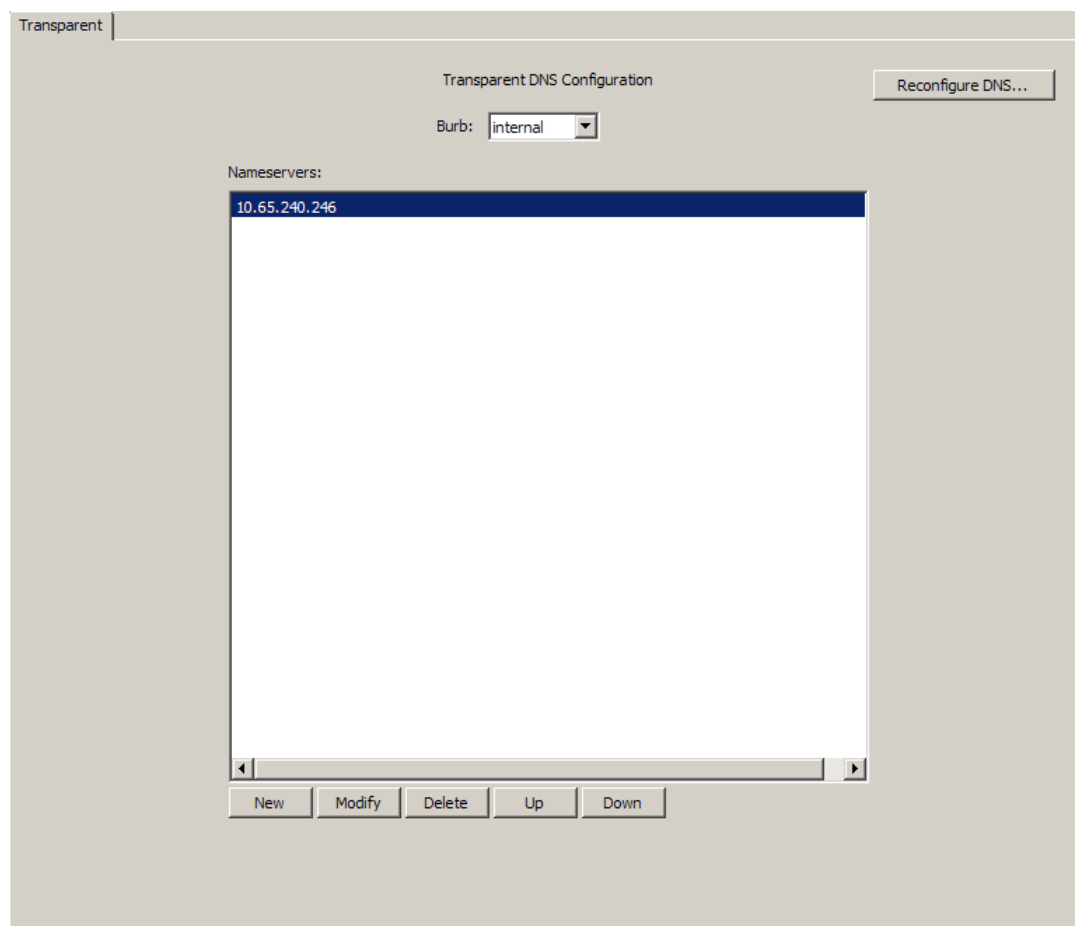 Transparent
Transparent DNS Configuration
Reconfigure DNS...
Burb: internal
Nameservers:
10.65.240.246
New Modify Delete Up Down